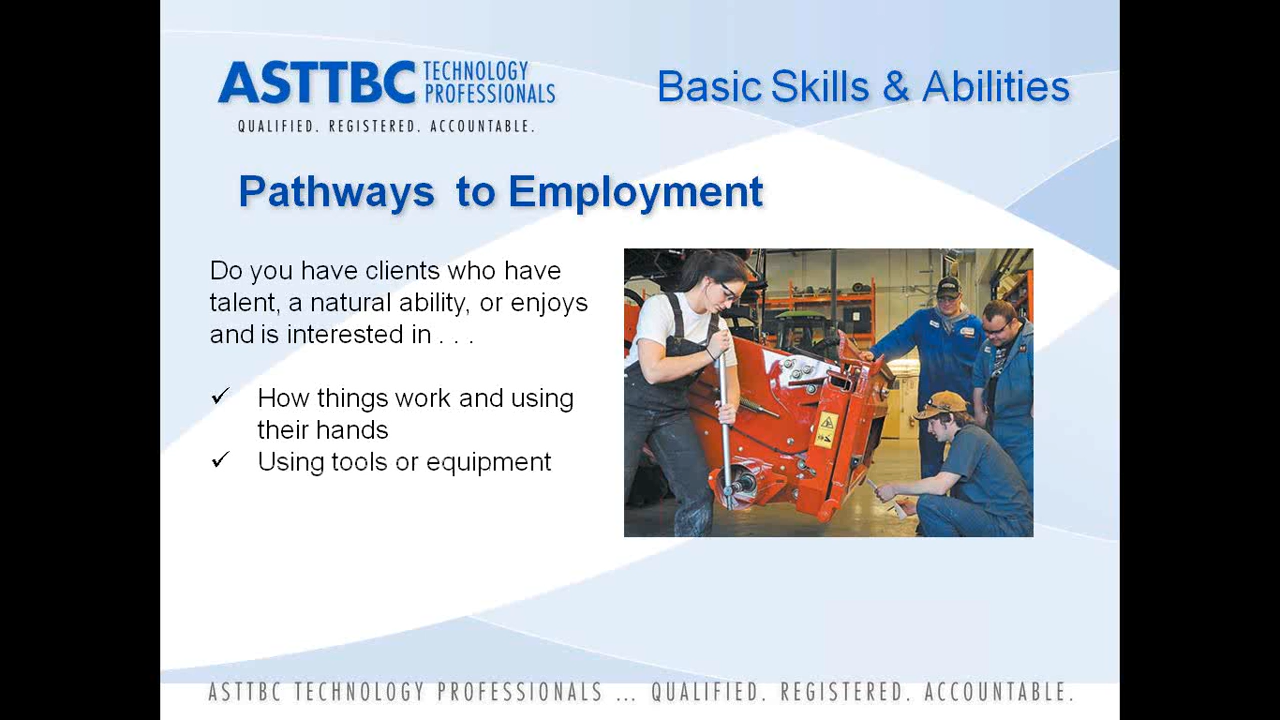 ASTTBC TECHNOLOGY PROFESSIONALS
QUALIFIED. REGISTERED. ACCOUNTABLE.
Basic Skills & Abilities
Pathways to Employment
Do you have clients who have
talent, a natural ability, or enjoys
and is interested in . . .
✓ How things work and using
their hands
✓ Using tools or equipment
ASTTBC TECHNOLOGY PROFESSIONALS ... QUALIFIED. REGISTERED. ACCOUNTABLE.